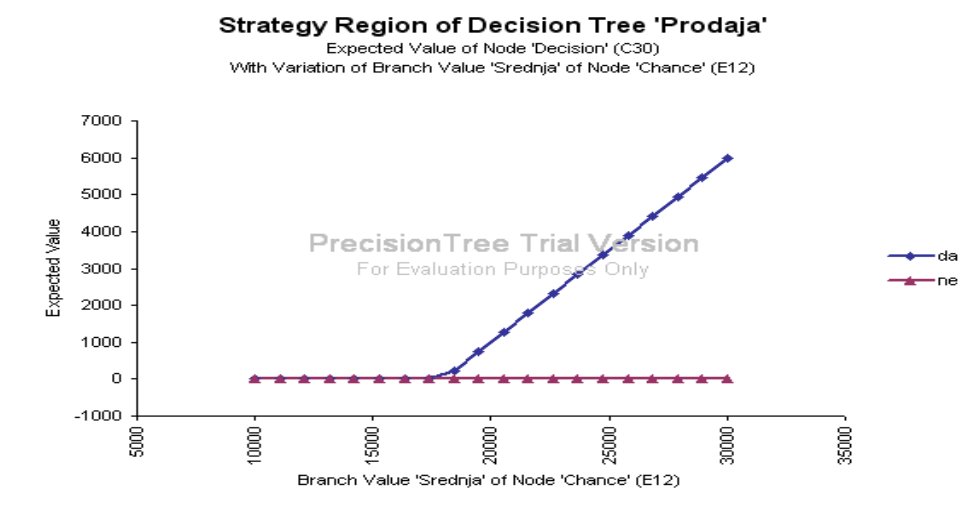 Strategy Region of Decision Tree 'Prodaja'
Expected Value of Node 'Decision' (C30)
With Variation of Branch Value 'Srednja' of Node 'Chance' (E12)
7000
6000
5000
4000
3000
2000
1000
0
-1000
Expected Value
PrecisionTree Trial Version
For Evaluation Purposes Only
da
ne
5000
10000
15000
20000
25000
30000
35000
Branch Value 'Srednja' of Node 'Chance' (E12)